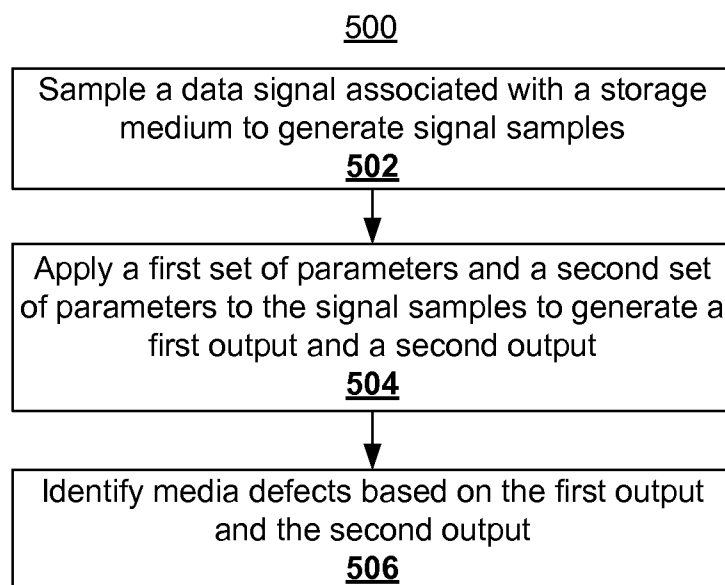 500
Sample a data signal associated with a storage
medium to generate signal samples
502
Apply a first set of parameters and a second set
of parameters to the signal samples to generate a
first output and a second output
504
Identify media defects based on the first output
and the second output
506